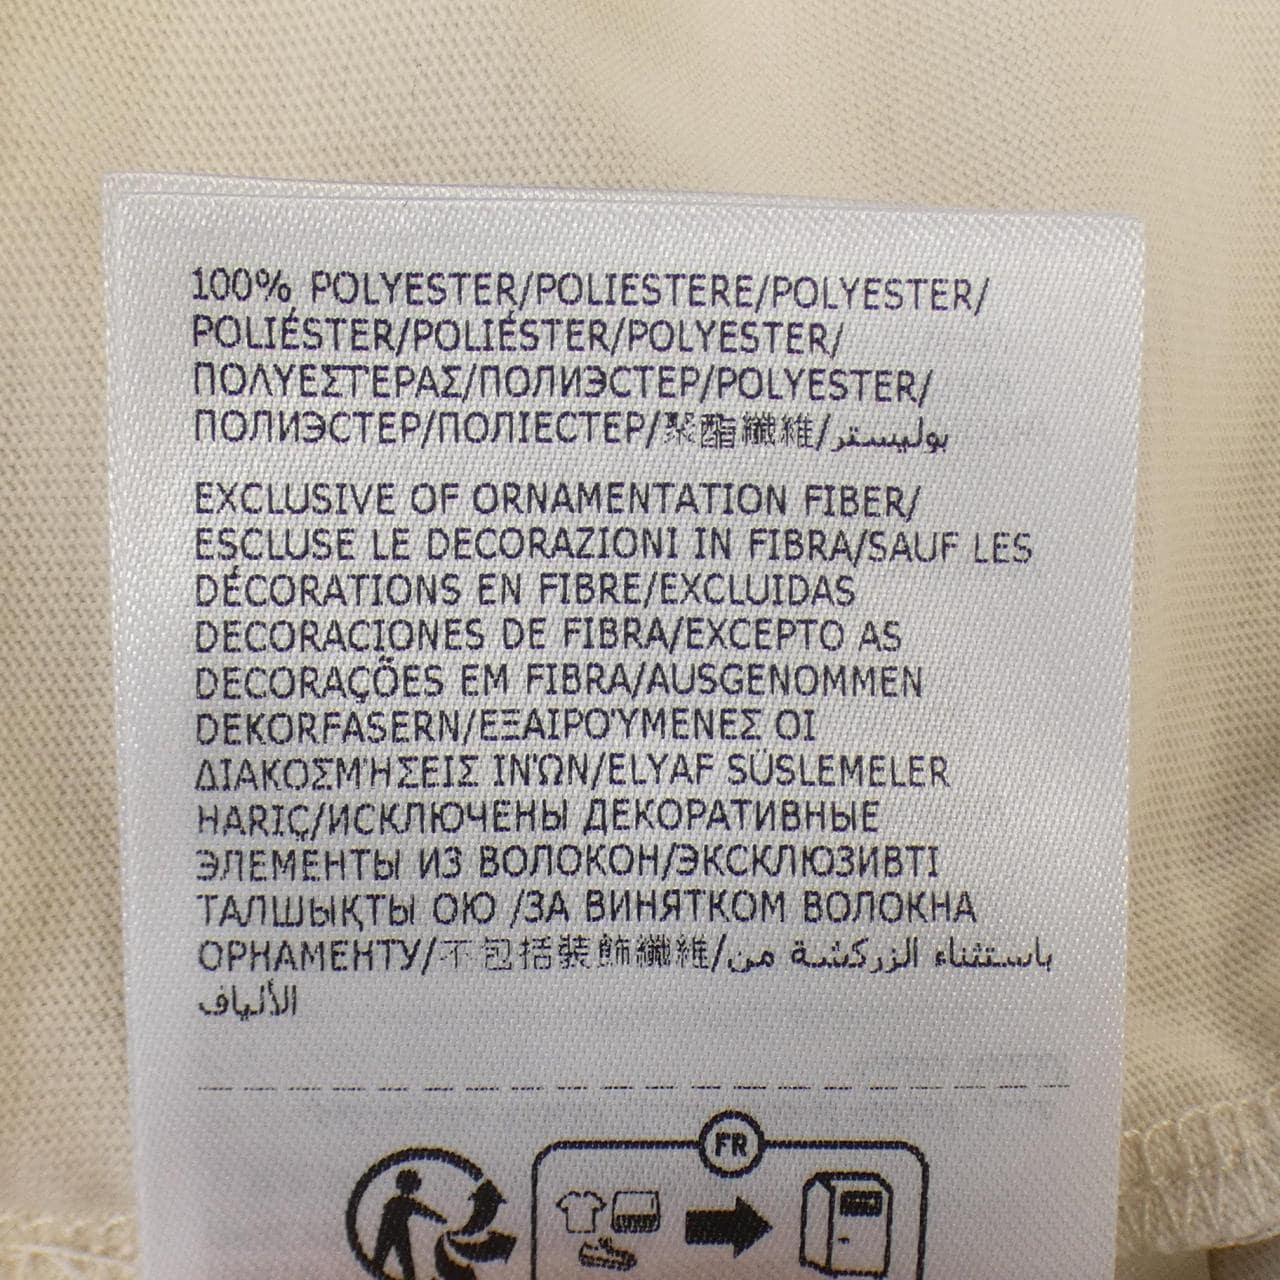 100% POLYESTER/POLIESTERE/POLYESTER/
POLIÉSTER/POLIÉSTER/POLYESTER/
ΠΟΛΥΕΣΤΕΡΑΣ/ПОЛИЭСТЕР/POLYESTER/
ПОЛИЭСТЕР/ПОЛІЕСТЕР/聚酯纖維/بوليستر
EXCLUSIVE OF ORNAMENTATION FIBER/
ESCLUSE LE DECORAZIONI IN FIBRA/SAUF LES
DÉCORATIONS EN FIBRE/EXCLUIDAS
DECORACIONES DE FIBRA/EXCEPTO AS
DECORAÇÕES EM FIBRA/AUSGENOMMEN
DEKORFASERN/ΕΞΑΙΡΟΎΜΕΝΕΣ ΟΙ
ΔΙΑΚΟΣΜΉΣΕΙΣ ΙΝΏΝ/ELYAF SÜSLEMELER
HARIÇ/ИСКЛЮЧЕНЫ ДЕКОРАТИВНЫЕ
ЭЛЕМЕНТЫ ИЗ ВОЛОКОН/ЭКСКЛЮЗИВТІ
ТАЛШЫҚТЫ ОЮ /ЗА ВИНЯТКОМ ВОЛОКНА
ОРНАМЕНТУ/不包括裝飾纖維/باستثناء الزركشة من
الألياف
FR